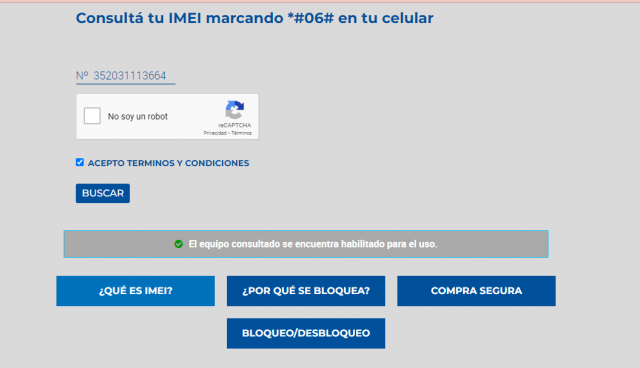 Consultá tu IMEI marcando *#06# en tu celular
Nº 352031113664
No soy un robot
reCAPTCHA
Privacidad - Términos
ACEPTO TERMINOS Y CONDICIONES
BUSCAR
El equipo consultado se encuentra habilitado para el uso.
¿QUÉ ES IMEI?
¿POR QUÉ SE BLOQUEA?
COMPRA SEGURA
BLOQUEO/DESBLOQUEO